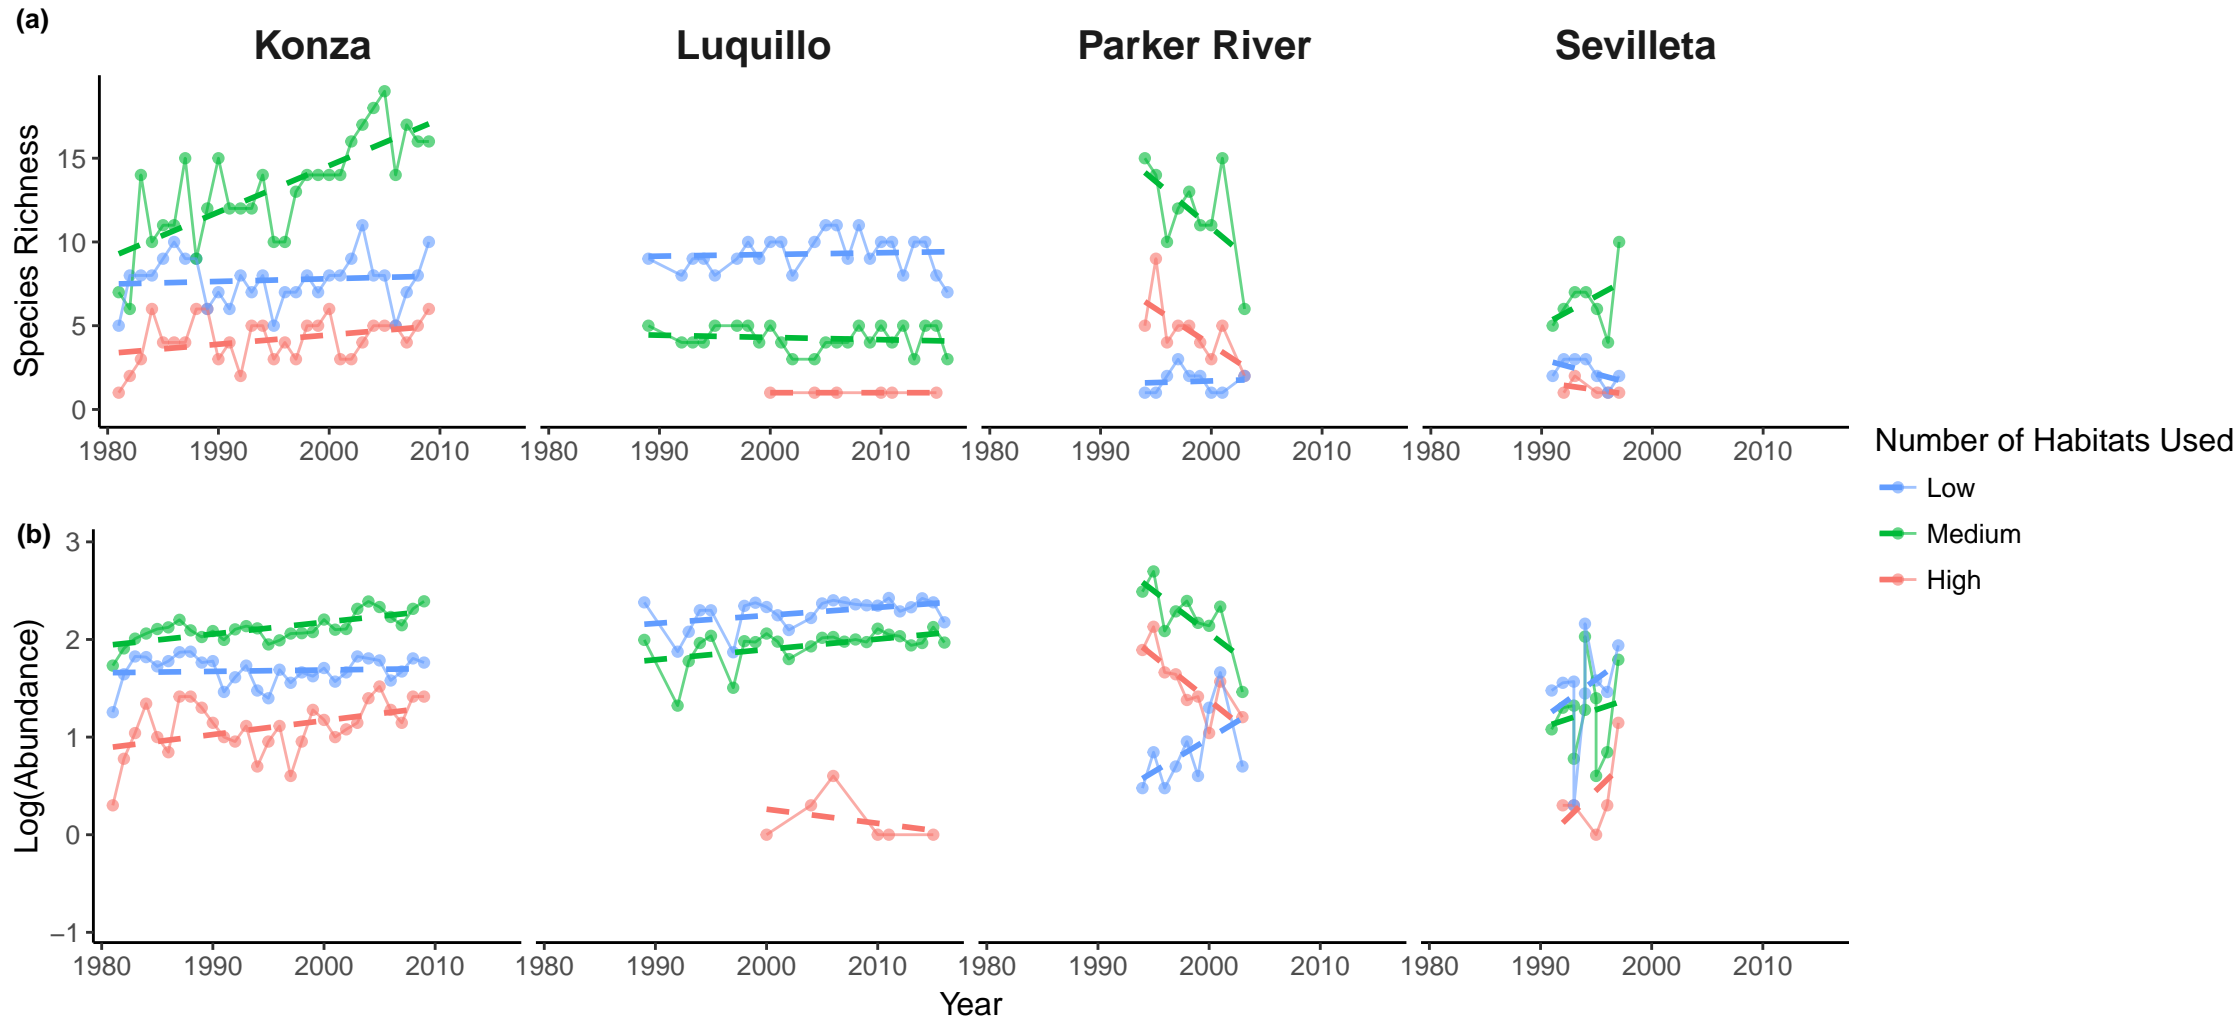 (a)
Konza Luquillo Parker River Sevilleta
Species Richness
15
10
5
0
1980 1990 2000 2010 1980 1990 2000 2010 1980 1990 2000 2010 1980 1990 2000 2010
Number of Habitats Used
Low
Medium
High
(b)
Log(Abundance)
3
2
1
0
−1
1980 1990 2000 2010 1980 1990 2000 2010 1980 1990 2000 2010 1980 1990 2000 2010
Year